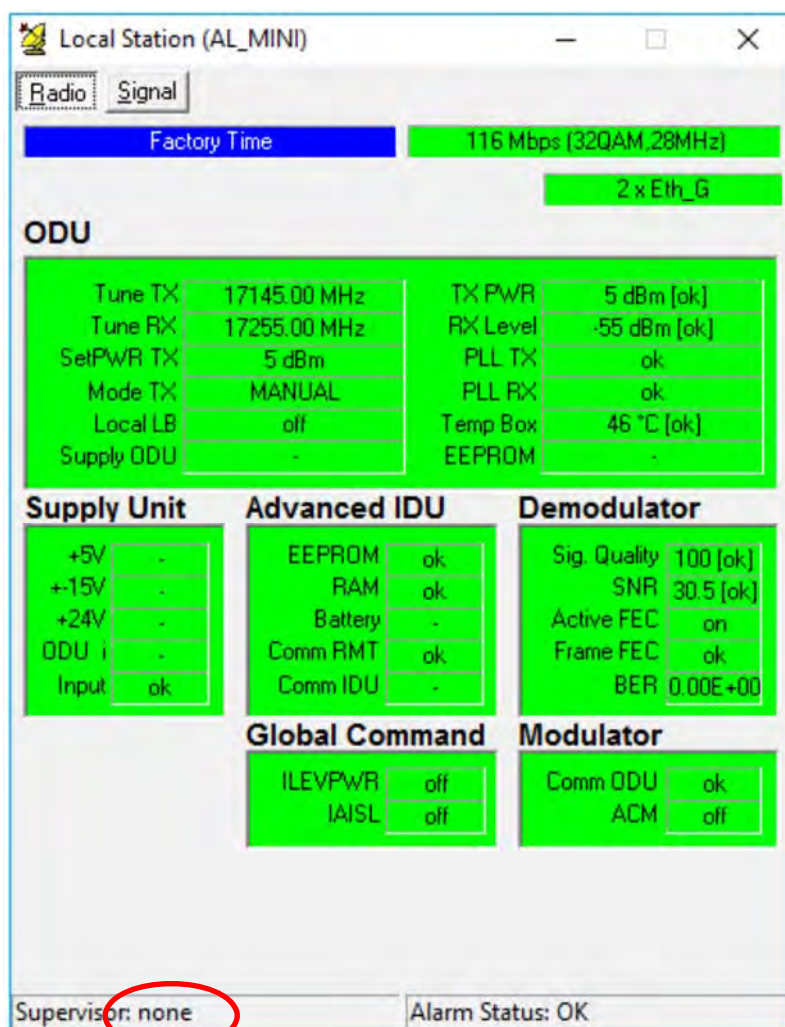 Local Station (AL_MINI)
Radio Signal
Factory Time 116 Mbps (32QAM,28MHz)
2 x Eth_G
ODU
Tune TX 17145.00 MHz TX PWR 5 dBm [ok]
Tune RX 17255.00 MHz RX Level -55 dBm [ok]
SetPWR TX 5 dBm PLL TX ok
Mode TX MANUAL PLL RX ok
Local LB off Temp Box 46 °C [ok]
Supply ODU - EEPROM -
Supply Unit Advanced IDU Demodulator
+5V - EEPROM ok Sig. Quality 100 [ok]
+-15V - RAM ok SNR 30.5 [ok]
+24V - Battery - Active FEC on
ODU i - Comm RMT ok Frame FEC ok
Input ok Comm IDU - BER 0.00E+00
Global Command Modulator
ILEVPWR off Comm ODU ok
IAISL off ACM off
Supervisor: none Alarm Status: OK